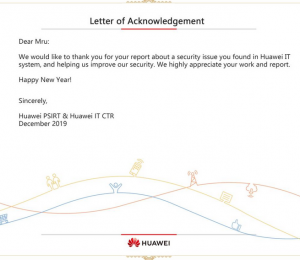 Letter of Acknowledgement
Dear Mru:
We would like to thank you for your report about a security issue you found in Huawei IT
system, and helping us improve our security. We highly appreciate your work and report.
Happy New Year!
Sincerely,
Huawei PSIRT & Huawei IT CTR
December 2019
HUAWEI